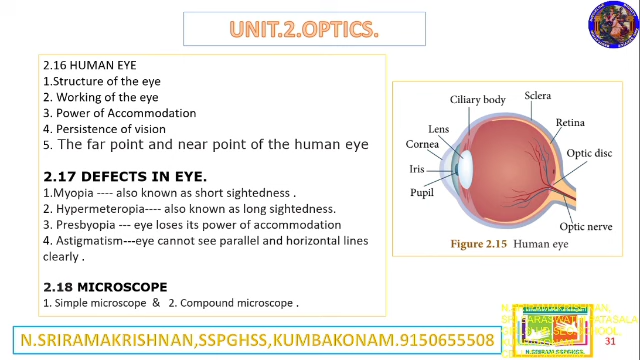 UNIT.2.OPTICS.
2.16 HUMAN EYE
1.Structure of the eye
2. Working of the eye
3. Power of Accommodation
4. Persistence of vision
5. The far point and near point of the human eye
2.17 DEFECTS IN EYE.
1.Myopia ---- also known as short sightedness .
2. Hypermeteropia---- also known as long sightedness.
3. Presbyopia --- eye loses its power of accommodation
4. Astigmatism---eye cannot see parallel and horizontal lines
clearly .
2.18 MICROSCOPE
1. Simple microscope & 2. Compound microscope .
Ciliary body
Sclera
Lens
Retina
Cornea
Optic disc
Iris
Pupil
Optic nerve
Figure 2.15 Human eye
N.SRIRAMAKRISHNAN,SSPGHSS,KUMBAKONAM.9150655508
N.SRIRAM SSPGHSS.
31